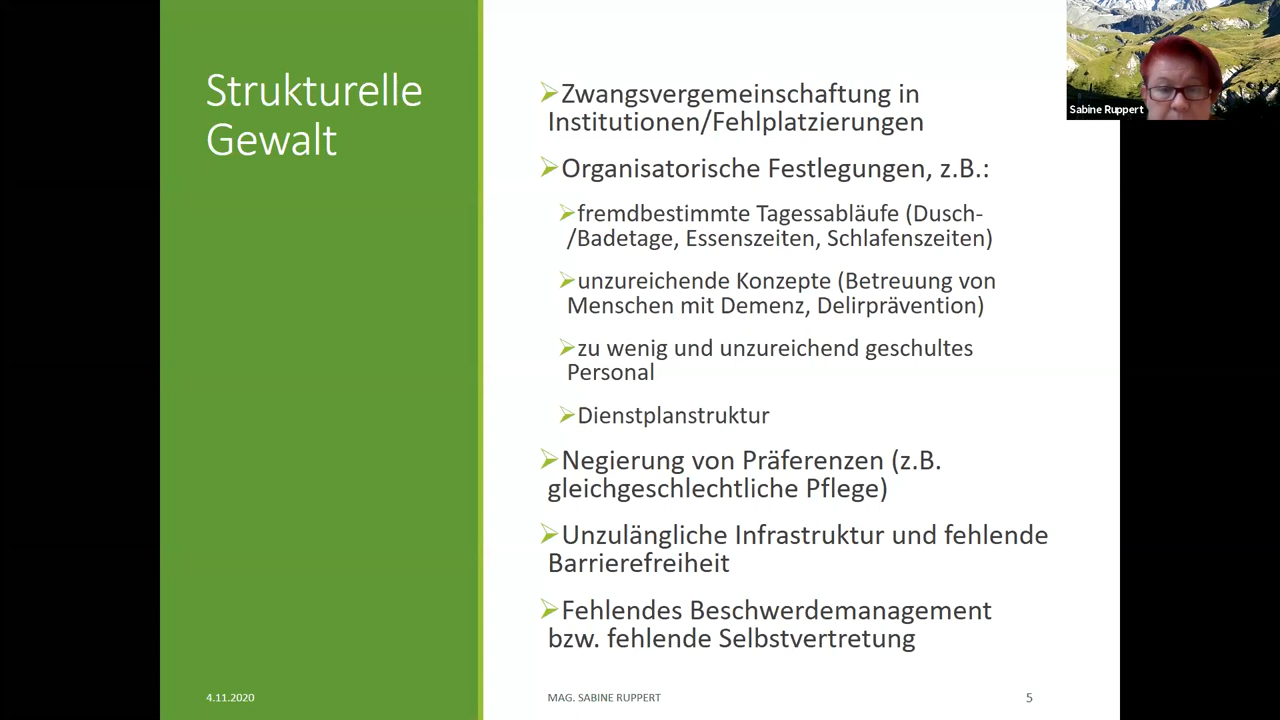 Strukturelle
Gewalt
Zwangsvergemeinschaftung in
Institutionen/Fehlplatzierungen
Organisatorische Festlegungen, z.B.:
fremdbestimmte Tagessabläufe (Dusch-
/Badetage, Essenszeiten, Schlafenszeiten)
unzureichende Konzepte (Betreuung von
Menschen mit Demenz, Delirprävention)
zu wenig und unzureichend geschultes
Personal
Dienstplanstruktur
Negierung von Präferenzen (z.B.
gleichgeschlechtliche Pflege)
Unzulängliche Infrastruktur und fehlende
Barrierefreiheit
Fehlendes Beschwerdemanagement
bzw. fehlende Selbstvertretung
4.11.2020
MAG. SABINE RUPPERT
5
Sabine Ruppert